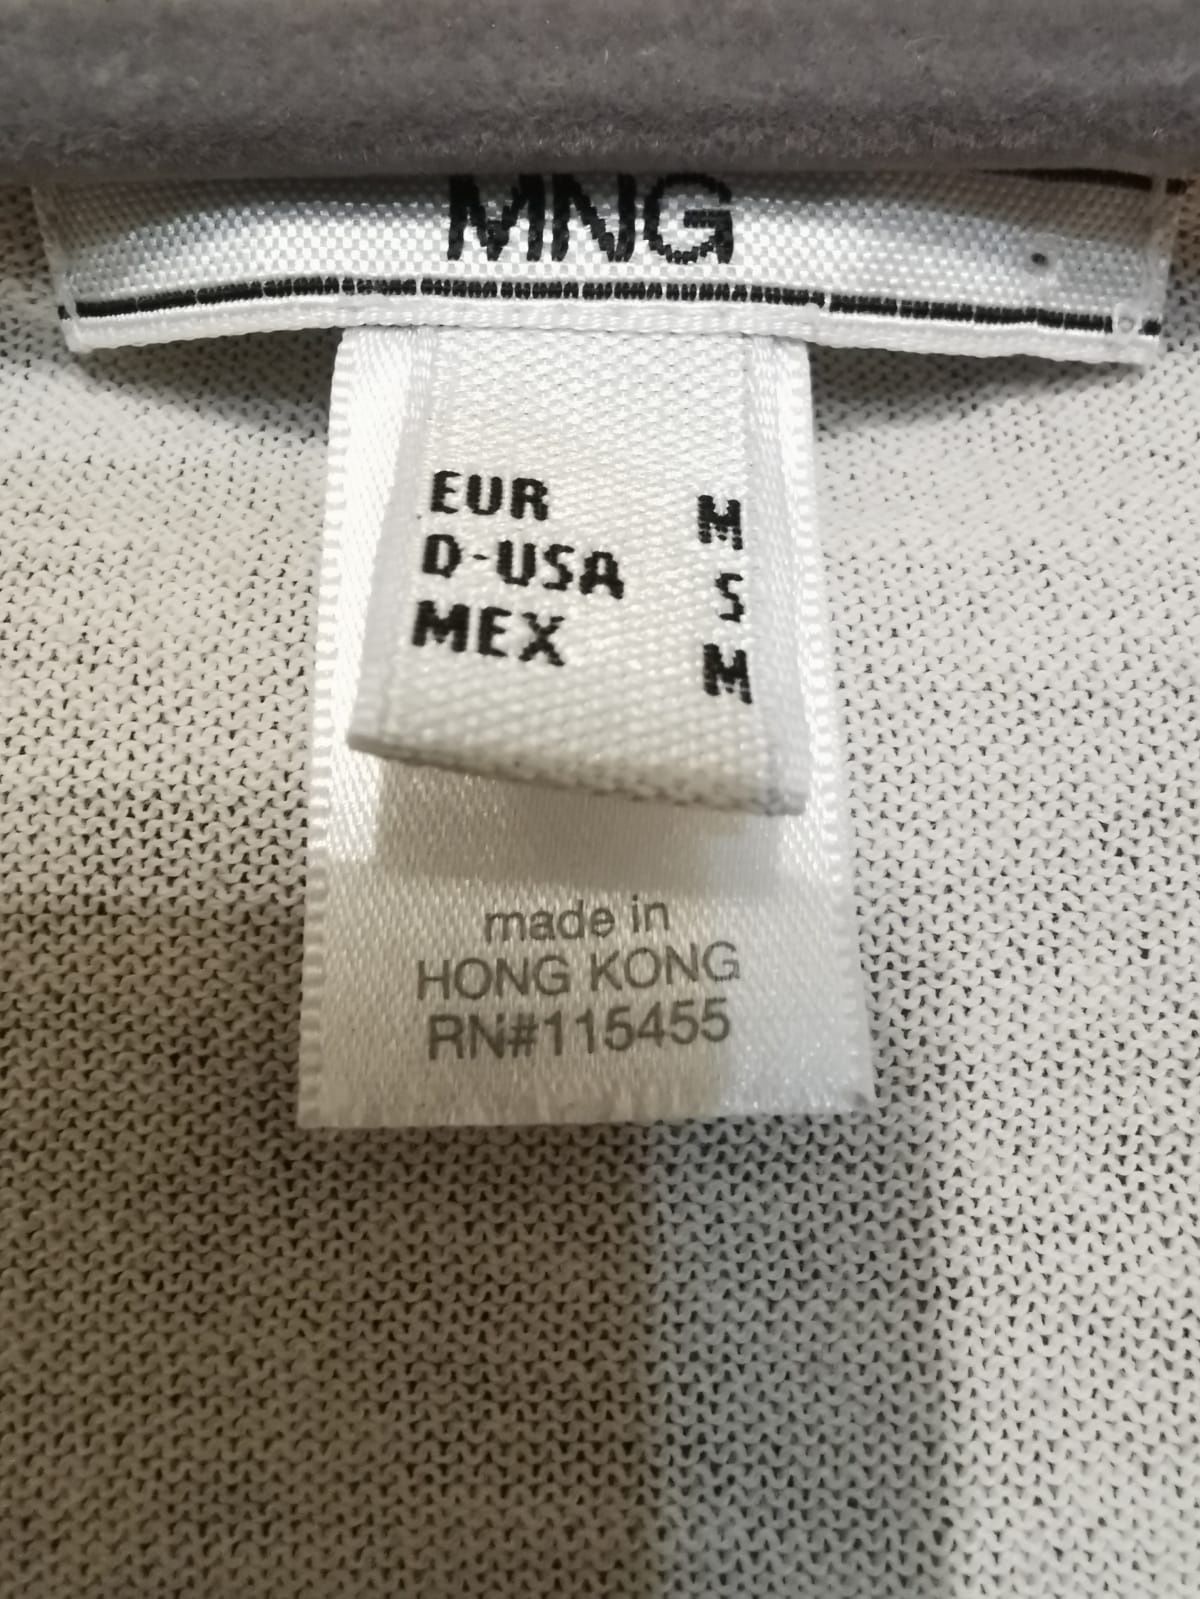 MNG
EUR M
D-USA S
MEX M
made in
HONG KONG
RN#115455